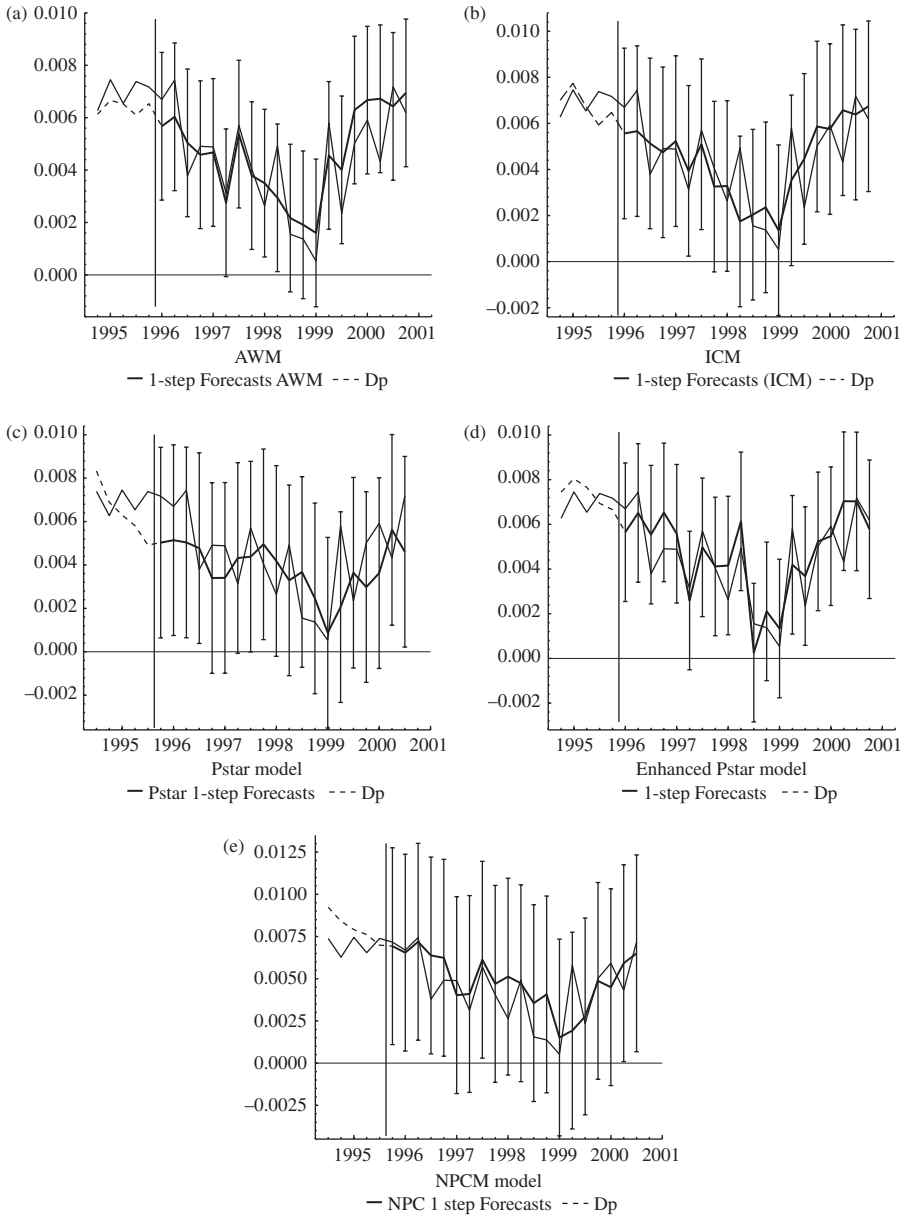 (a)
0.010
0.008
0.006
0.004
0.002
0.000
1995 1996 1997 1998 1999 2000 2001
AWM
1-step Forecasts AWM Dp
(b)
0.010
0.008
0.006
0.004
0.002
0.000
–0.002
1995 1996 1997 1998 1999 2000 2001
ICM
1-step Forecasts (ICM) Dp
(c)
0.010
0.008
0.006
0.004
0.002
0.000
–0.002
1995 1996 1997 1998 1999 2000 2001
Pstar model
Pstar 1-step Forecasts Dp
(d)
0.010
0.008
0.006
0.004
0.002
0.000
–0.002
1995 1996 1997 1998 1999 2000 2001
Enhanced Pstar model
1-step Forecasts Dp
(e)
0.0125
0.0100
0.0075
0.0050
0.0025
0.0000
–0.0025
1995 1996 1997 1998 1999 2000 2001
NPCM model
NPC 1 step Forecasts Dp